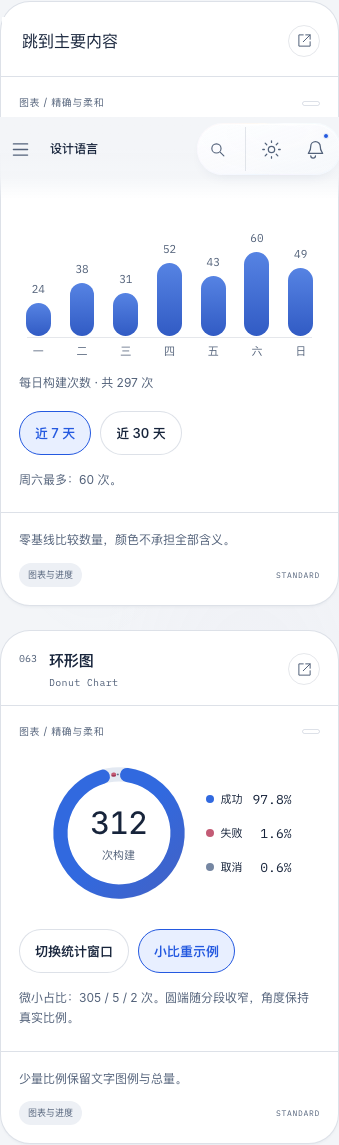 跳到主要内容
图表 / 精确与柔和
设计语言
24 38 31 52 43 60 49
一 二 三 四 五 六 日
每日构建次数 · 共 297 次
近 7 天 近 30 天
周六最多：60 次。
零基线比较数量，颜色不承担全部含义。
图表与进度 STANDARD
063 环形图
Donut Chart
图表 / 精确与柔和
312
次构建
成功 97.8%
失败 1.6%
取消 0.6%
切换统计窗口 小比重示例
微小占比：305 / 5 / 2 次。圆端随分段收窄，角度保持
真实比例。
少量比例保留文字图例与总量。
图表与进度 STANDARD